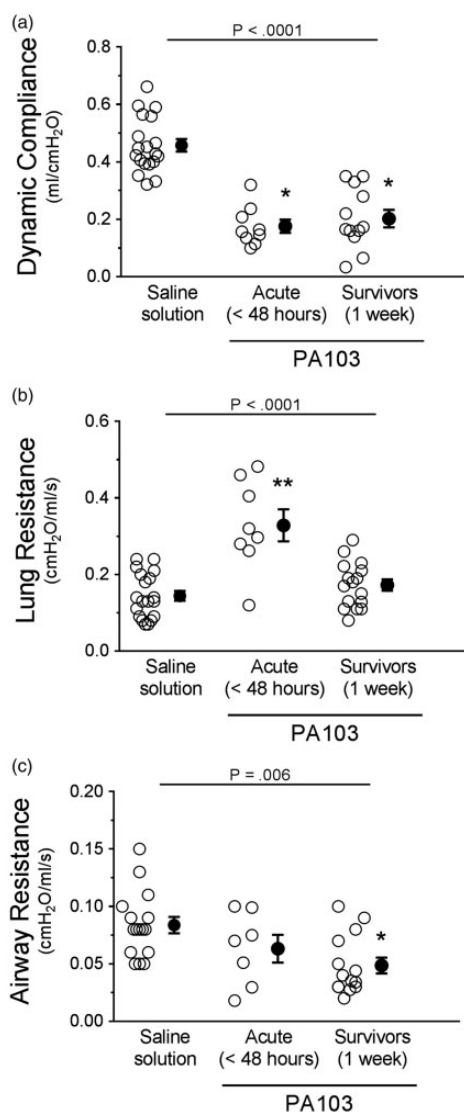 (a)
P < .0001
Dynamic Compliance
(ml/cmH₂O)
0.8
0.6
0.4
0.2
0.0
*
*
Saline solution
Acute (< 48 hours)
Survivors (1 week)
PA103
(b)
P < .0001
Lung Resistance
(cmH₂O/ml/s)
0.6
0.4
0.2
0.0
**
Saline solution
Acute (< 48 hours)
Survivors (1 week)
PA103
(c)
P = .006
Airway Resistance
(cmH₂O/ml/s)
0.20
0.15
0.10
0.05
0.00
*
Saline solution
Acute (< 48 hours)
Survivors (1 week)
PA103